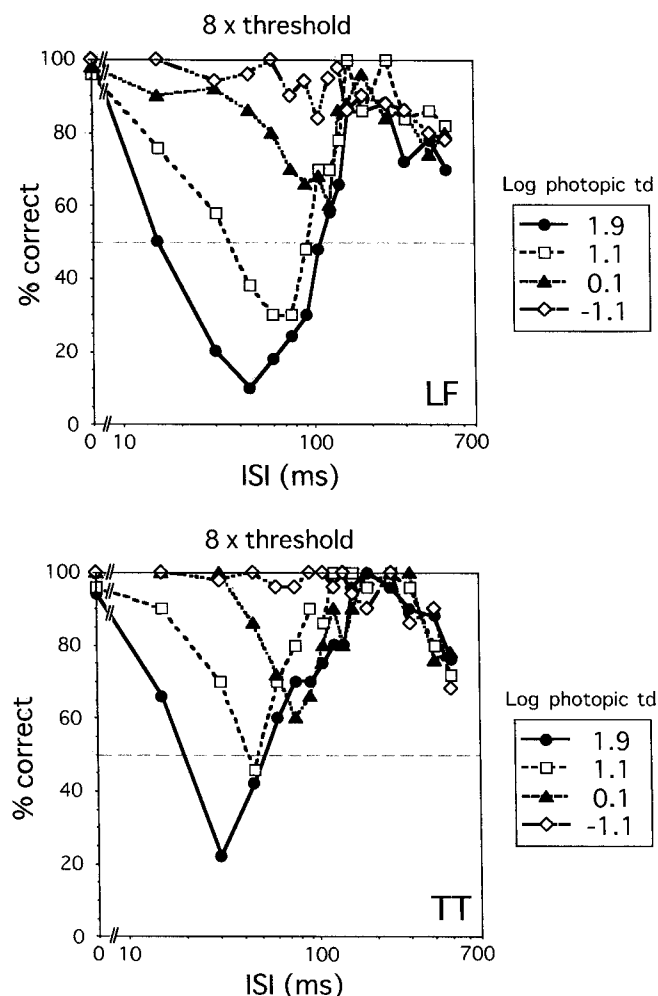 8 x threshold
100
80
60
40
20
0
% correct
0 10 100 700
ISI (ms)
LF
Log photopic td
1.9
1.1
0.1
-1.1
8 x threshold
100
80
60
40
20
0
% correct
0 10 100 700
ISI (ms)
TT
Log photopic td
1.9
1.1
0.1
-1.1